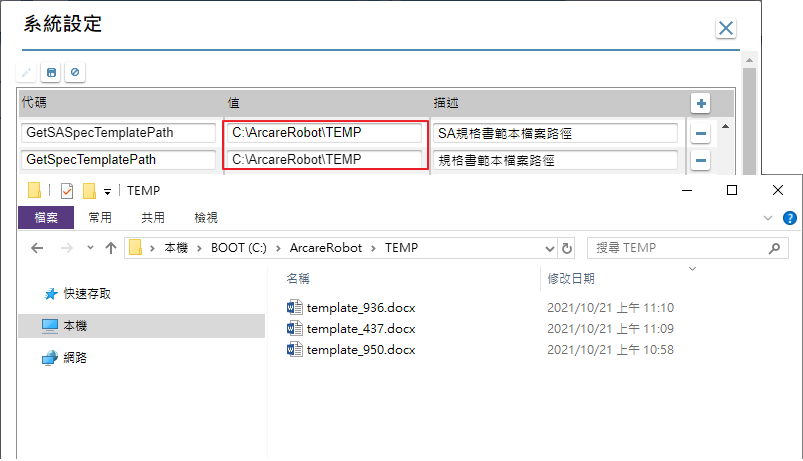 系統設定
代碼 值 描述
GetSASpecTemplatePath C:\ArcareRobot\TEMP SA規格書範本檔案路徑
GetSpecTemplatePath C:\ArcareRobot\TEMP 規格書範本檔案路徑
TEMP
檔案 常用 共用 檢視
本機 BOOT (C:) ArcareRobot TEMP 搜尋 TEMP
名稱 修改日期
快速存取
本機
網路
template_936.docx 2021/10/21 上午 11:10
template_437.docx 2021/10/21 上午 11:09
template_950.docx 2021/10/21 上午 10:58